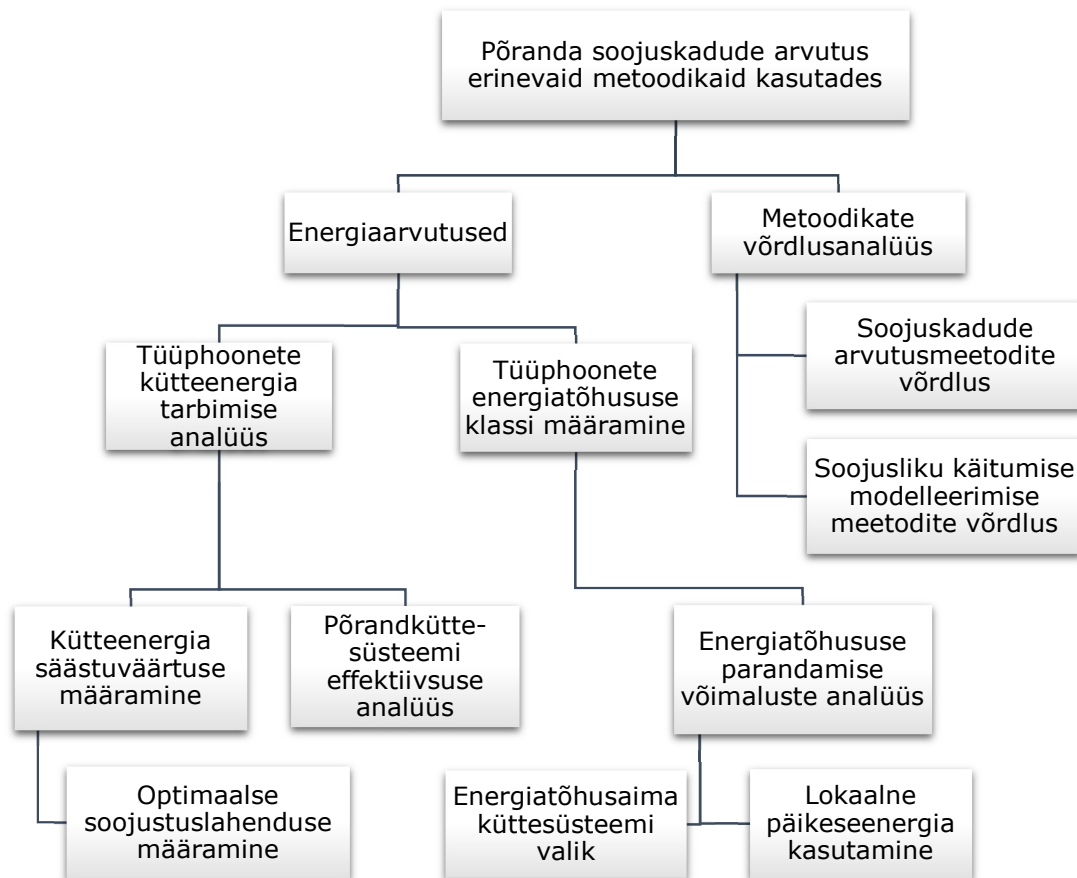 Põranda soojuskadude arvutus
erinevaid metoodikaid kasutades
Energiaarvutused
Metoodikate
võrdlusanalüüs
Soojuskadude
arvutusmeetodite
võrdlus
Tüüphoonete
kütteenergia
tarbimise
analüüs
Tüüphoonete
energiatõhususe
klassi määramine
Soojusliku käitumise
modelleerimise
meetodite võrdlus
Kütteenergia
säästuväärtuse
määramine
Põrandkütte-
süsteemi
effektiivsuse
analüüs
Energiatõhususe
parandamise
võimaluste analüüs
Optimaalse
soojustuslahenduse
määramine
Energiatõhusaima
küttesüsteemi
valik
Lokaalne
päikeseenergia
kasutamine